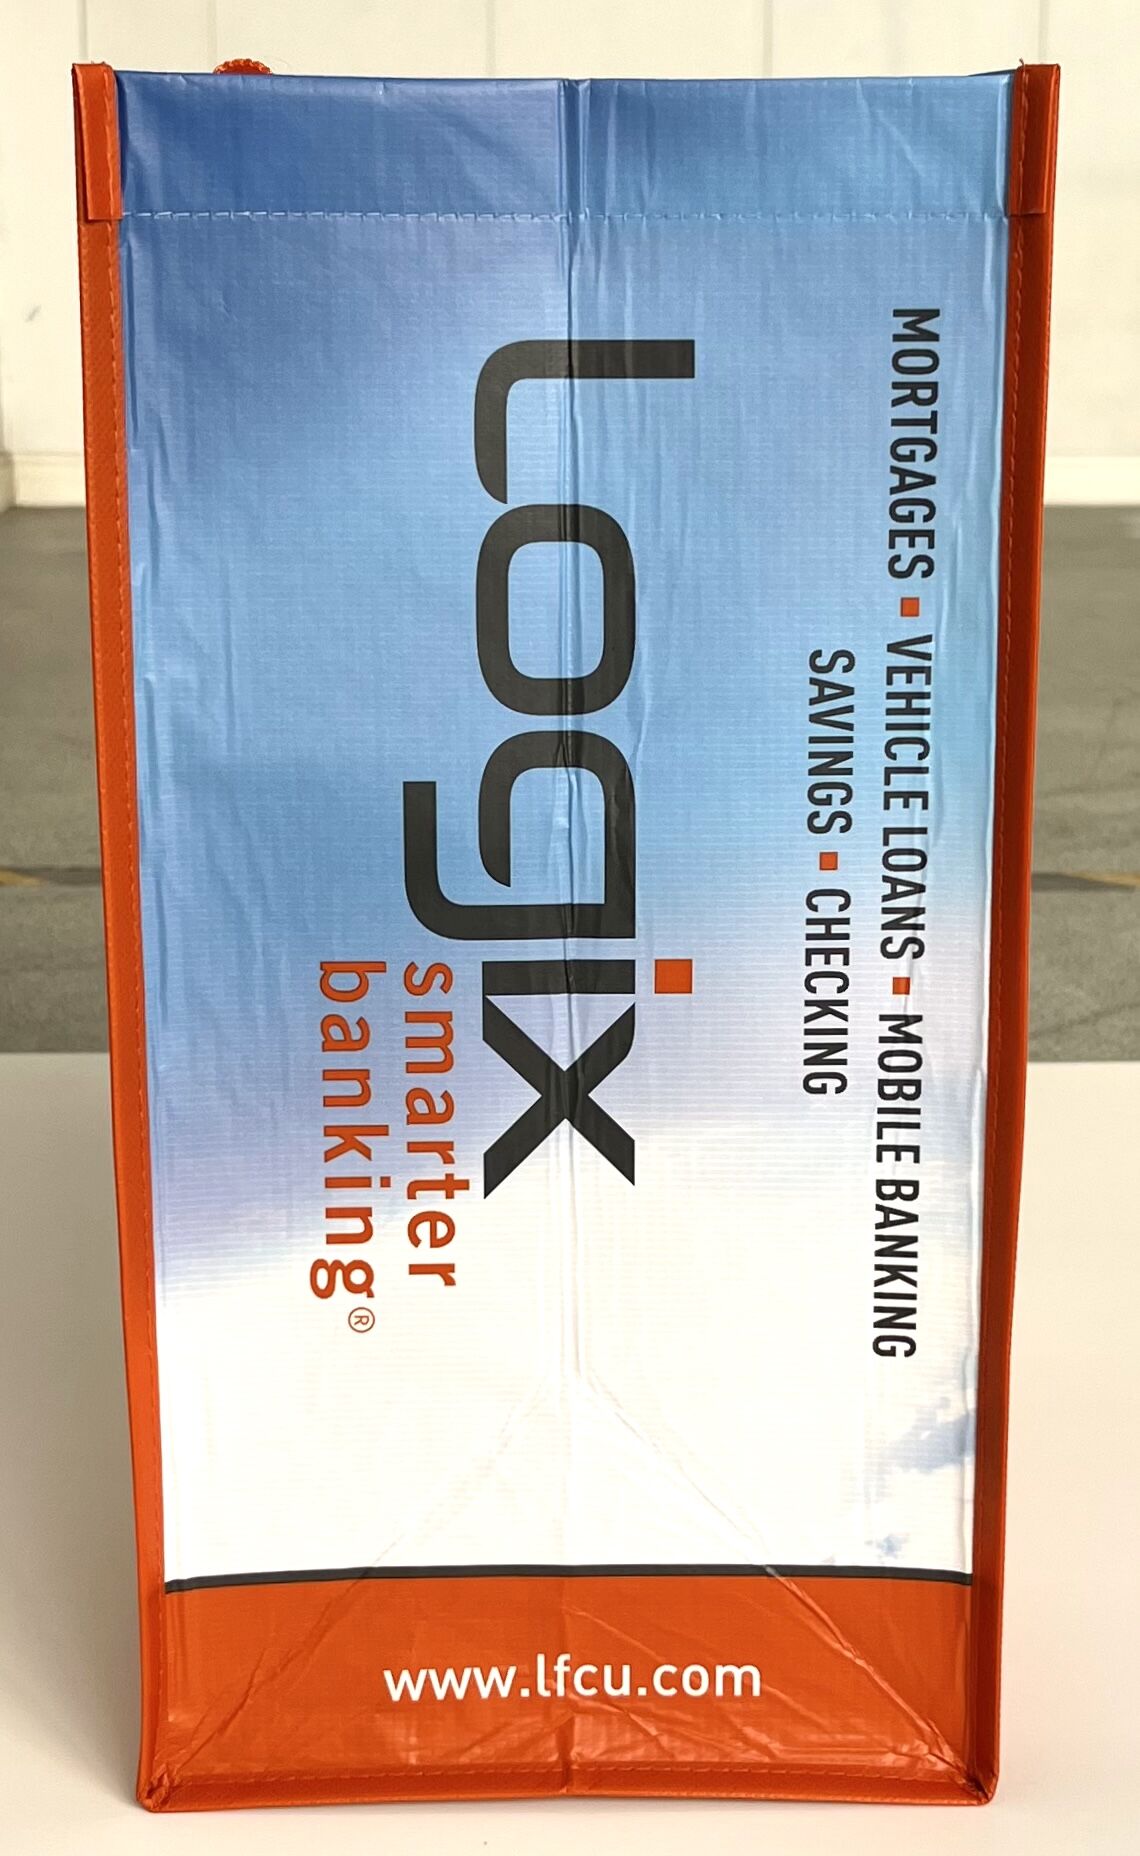 MORTGAGES ▪ VEHICLE LOANS ▪ MOBILE BANKING
SAVINGS ▪ CHECKING
Logix
smarter
banking®
www.lfcu.com